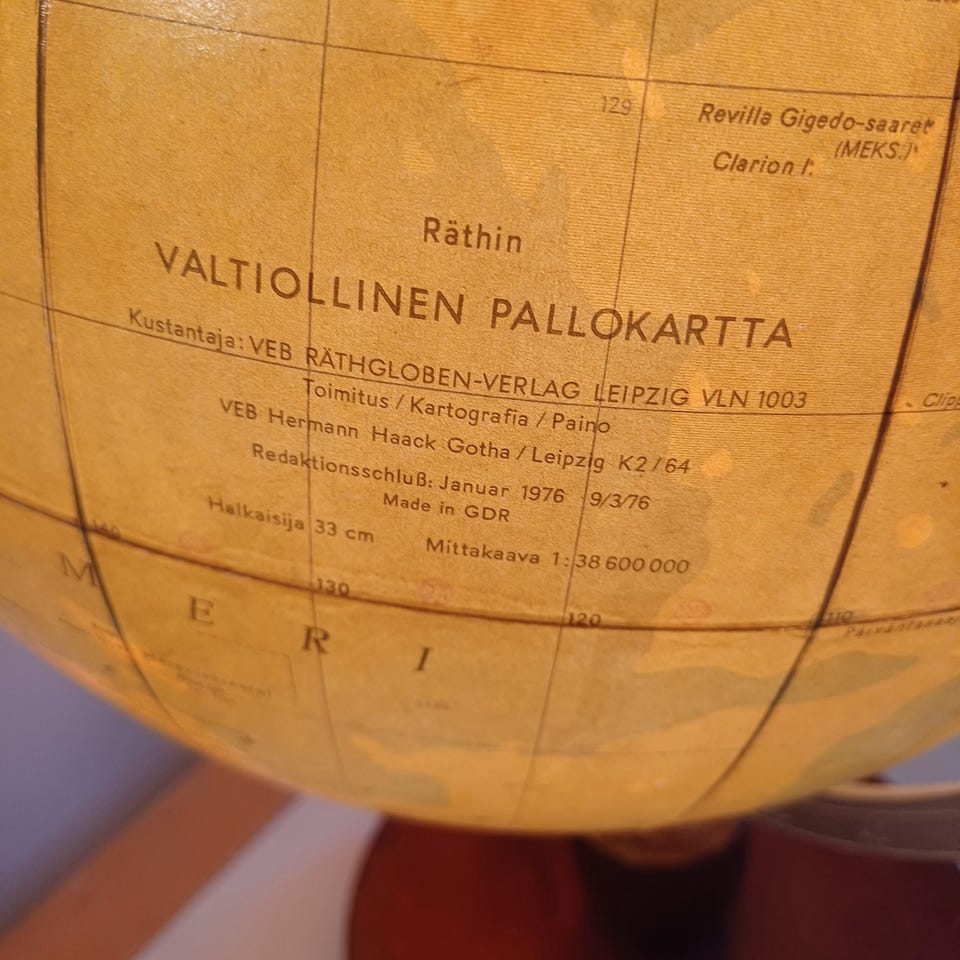 129
Revilla Gigedo-saaret
(MEKS.)
Clarion I.
Räthin
VALTIOLLINEN PALLOKARTTA
Kustantaja: VEB RÄTHGLOBEN-VERLAG LEIPZIG VLN 1003
Toimitus / Kartografia / Paino
VEB Hermann Haack Gotha / Leipzig K2 / 64
Redaktionsschluß: Januar 1976 9/3/76
Made in GDR
Halkaisija 33 cm Mittakaava 1 : 38 600 000
140
130
120
110
M E R I